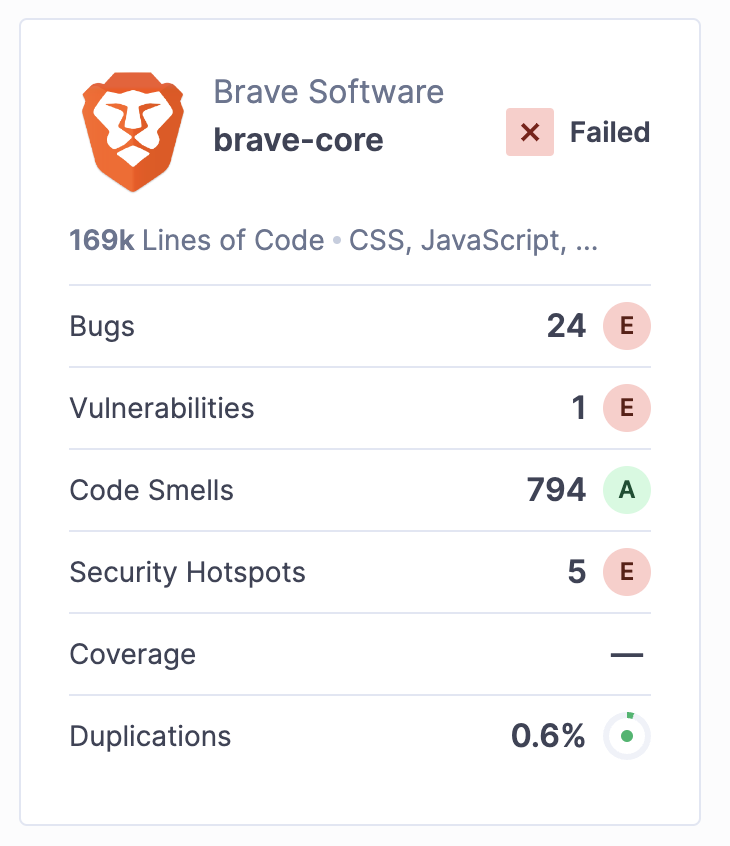 Brave Software
brave-core
Failed
169k Lines of Code • CSS, JavaScript, ...
Bugs 24 E
Vulnerabilities 1 E
Code Smells 794 A
Security Hotspots 5 E
Coverage —
Duplications 0.6%